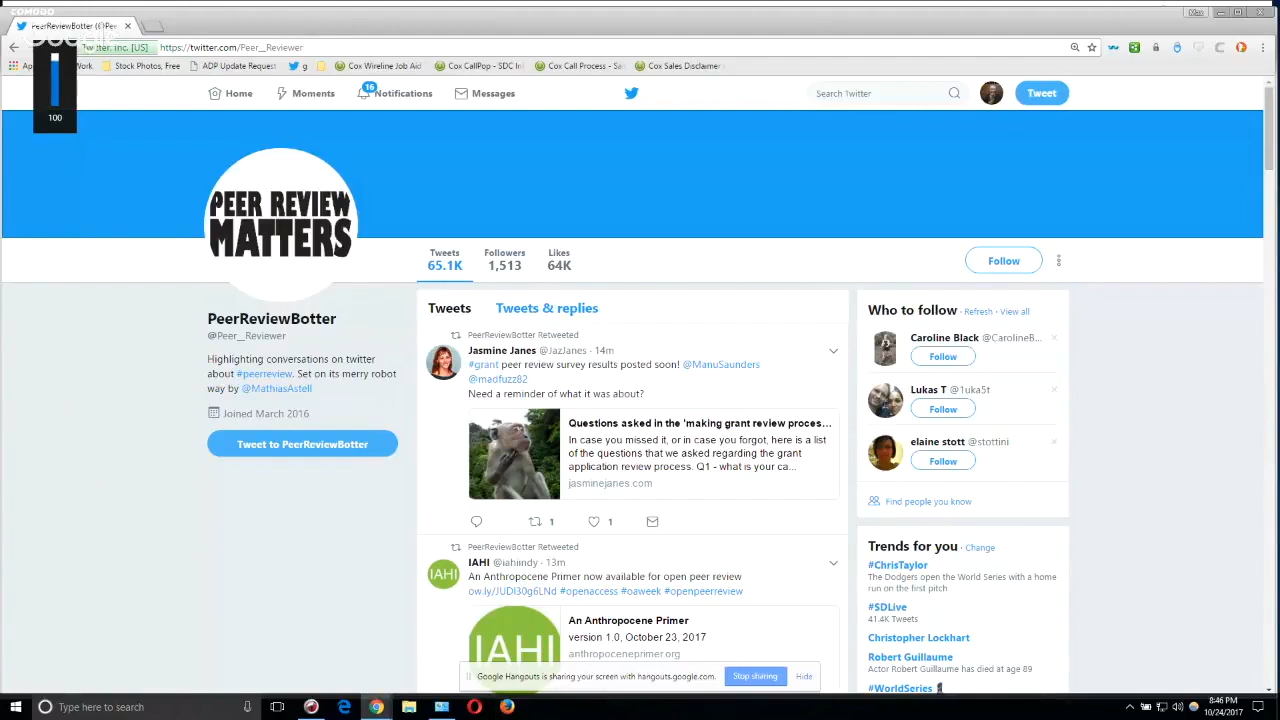 COMODO
PeerReviewBotter (@Pee
Max
Twitter, Inc. [US]
https://twitter.com/Peer__Reviewer
Work
Stock Photos, Free
ADP Update Request
g
Cox Wireline Job Aid
Cox CallPop - SDC Int
Cox Call Process - Sa
Cox Sales Disclaimer
100
Home
Moments
16
Notifications
Messages
Search Twitter
Tweet
PEER REVIEW
MATTERS
Tweets
Followers
Likes
65.1K
1,513
64K
Follow
PeerReviewBotter
@Peer__Reviewer
Highlighting conversations on twitter
about #peerreview. Set on its merry robot
way by @MathiasAstell
Joined March 2016
Tweet to PeerReviewBotter
Tweets
Tweets & replies
PeerReviewBotter Retweeted
Jasmine Janes @JazJanes · 14m
#grant peer review survey results posted soon! @ManuSaunders
@madfuzz82
Need a reminder of what it was about?
Questions asked in the 'making grant review proces…
In case you missed it, or in case you forgot, here is a list
of the questions that we asked regarding the grant
application review process. Q1 - what is your ca...
jasminejanes.com
1
1
PeerReviewBotter Retweeted
IAHI @iahiindy · 13m
IAHI
An Anthropocene Primer now available for open peer review
ow.ly/JUDI30g6LNd #openaccess #oaweek #openpeerreview
An Anthropocene Primer
version 1.0, October 23, 2017
anthropoceneprimer.org
IAHI
Who to follow · Refresh · View all
Caroline Black @CarolineB...
Follow
Lukas T @1uka5t
Follow
elaine stott @stottini
Follow
Find people you know
Trends for you · Change
#ChrisTaylor
The Dodgers open the World Series with a home
run on the first pitch
#SDLive
41.4K Tweets
Christopher Lockhart
Robert Guillaume
Actor Robert Guillaume has died at age 89
#WorldSeries
Google Hangouts is sharing your screen with hangouts.google.com.
Stop sharing
Hide
Type here to search
8:46 PM
10/24/2017